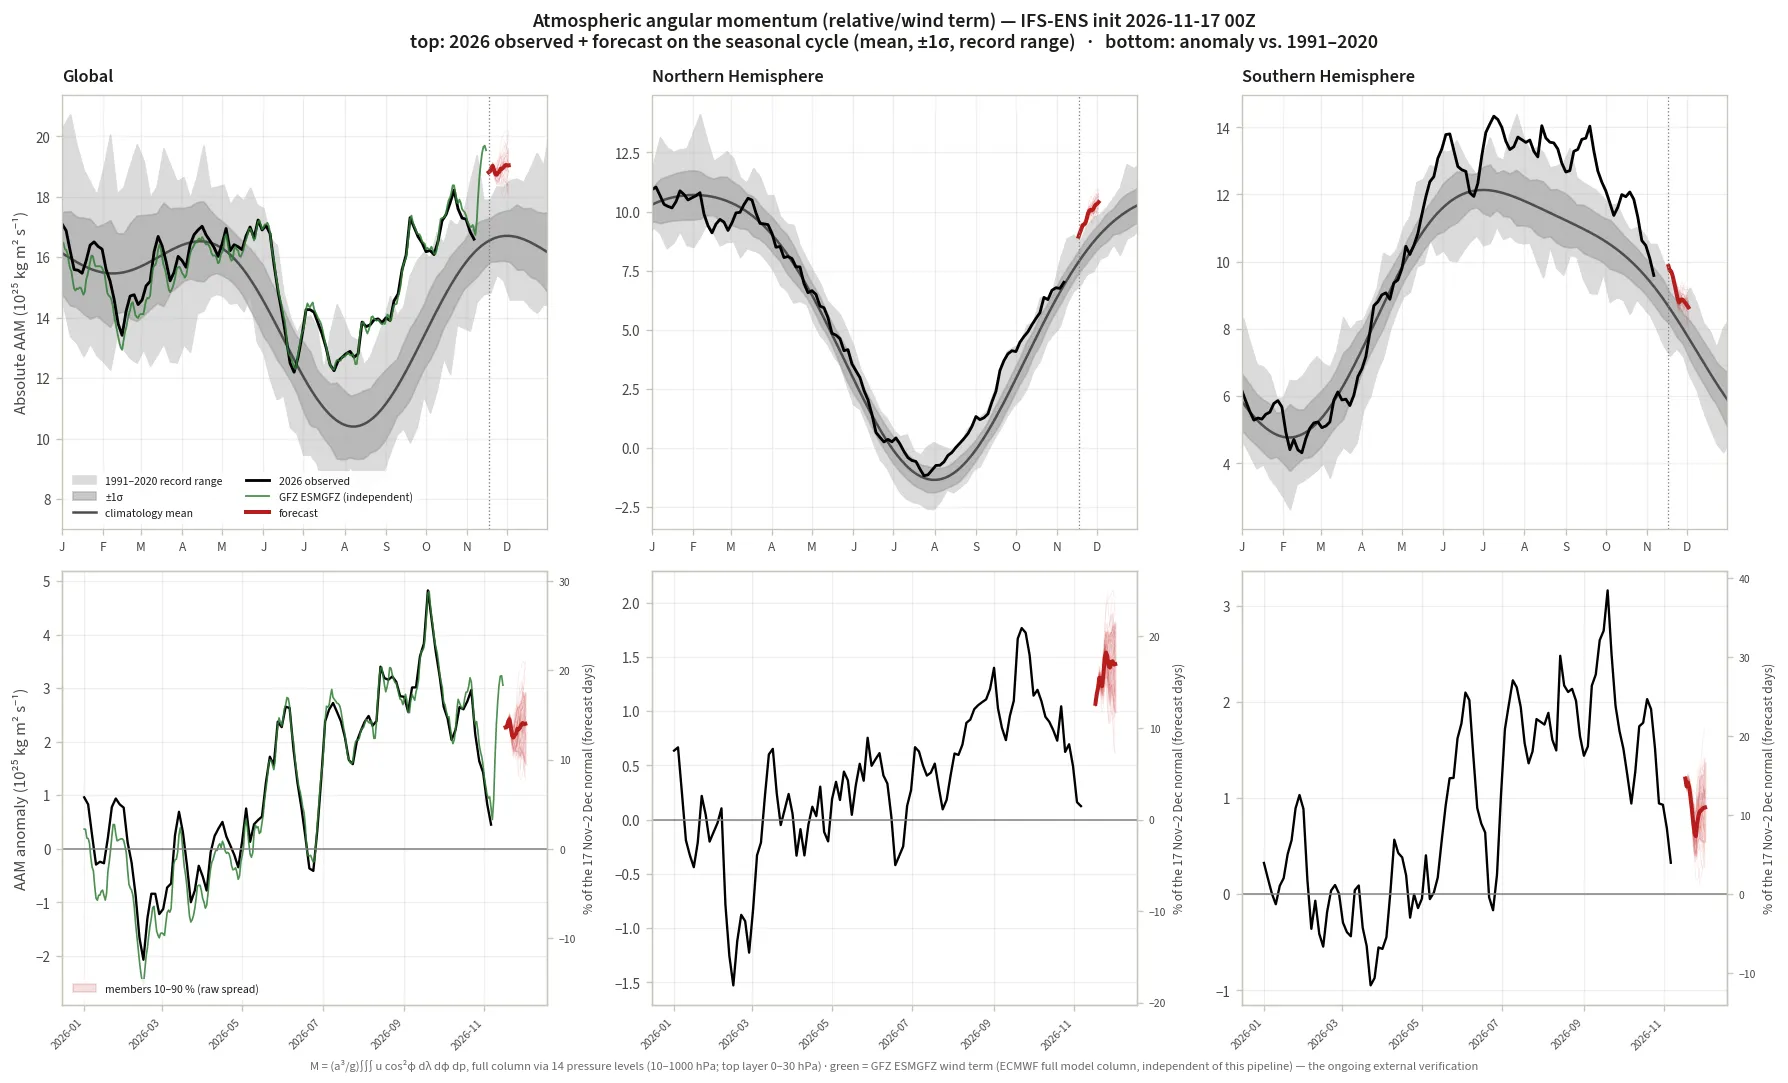 Atmospheric angular momentum (relative/wind term) — IFS-ENS init 2026-11-17 00Z
top: 2026 observed + forecast on the seasonal cycle (mean, ±1σ, record range) · bottom: anomaly vs. 1991–2020
Global
Northern Hemisphere
Southern Hemisphere
Absolute AAM (10²⁵ kg m² s⁻¹)
20
18
16
14
12
10
8
1991–2020 record range
±1σ
climatology mean
2026 observed
GFZ ESMGFZ (independent)
forecast
J F M A M J J A S O N D
12.5
10.0
7.5
5.0
2.5
0.0
−2.5
J F M A M J J A S O N D
14
12
10
8
6
4
J F M A M J J A S O N D
AAM anomaly (10²⁵ kg m² s⁻¹)
5
4
3
2
1
0
−1
−2
members 10–90 % (raw spread)
30
20
10
0
−10
% of the 17 Nov–2 Dec normal (forecast days)
2026-01 2026-03 2026-05 2026-07 2026-09 2026-11
2.0
1.5
1.0
0.5
0.0
−0.5
−1.0
−1.5
20
10
0
−10
−20
% of the 17 Nov–2 Dec normal (forecast days)
2026-01 2026-03 2026-05 2026-07 2026-09 2026-11
3
2
1
0
−1
40
30
20
10
0
−10
% of the 17 Nov–2 Dec normal (forecast days)
2026-01 2026-03 2026-05 2026-07 2026-09 2026-11
M = (a³/g)∫∫∫ u cos²φ dλ dφ dp, full column via 14 pressure levels (10–1000 hPa; top layer 0–30 hPa) · green = GFZ ESMGFZ wind term (ECMWF full model column, independent of this pipeline) — the ongoing external verification